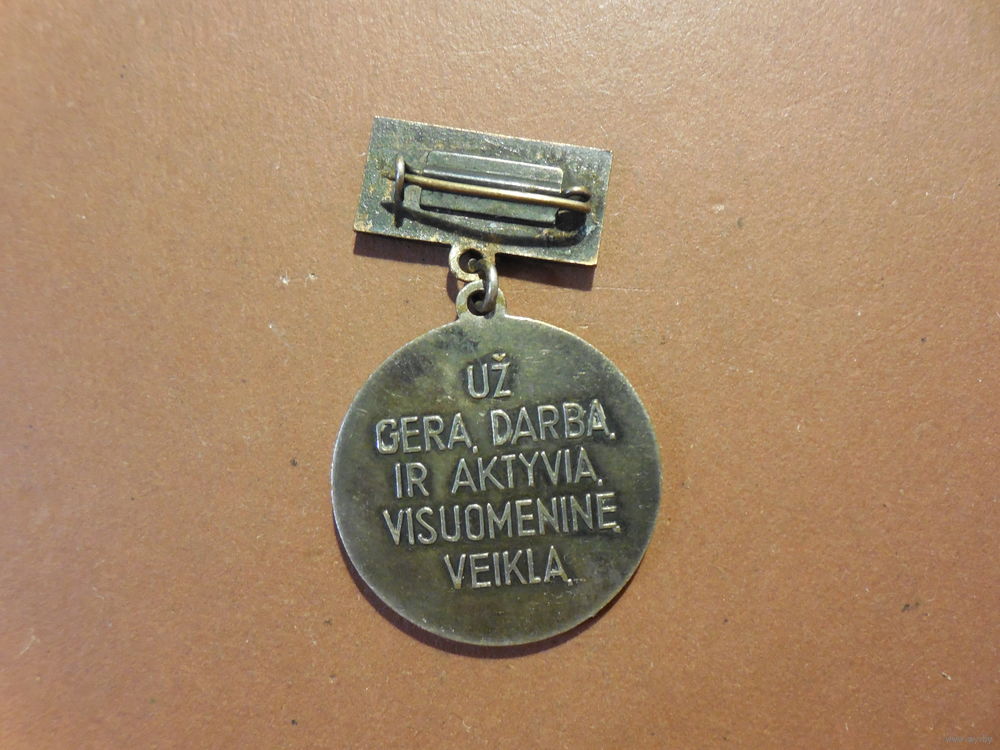 UŽ
GERĄ DARBĄ
IR AKTYVIĄ
VISUOMENINĘ
VEIKLĄ